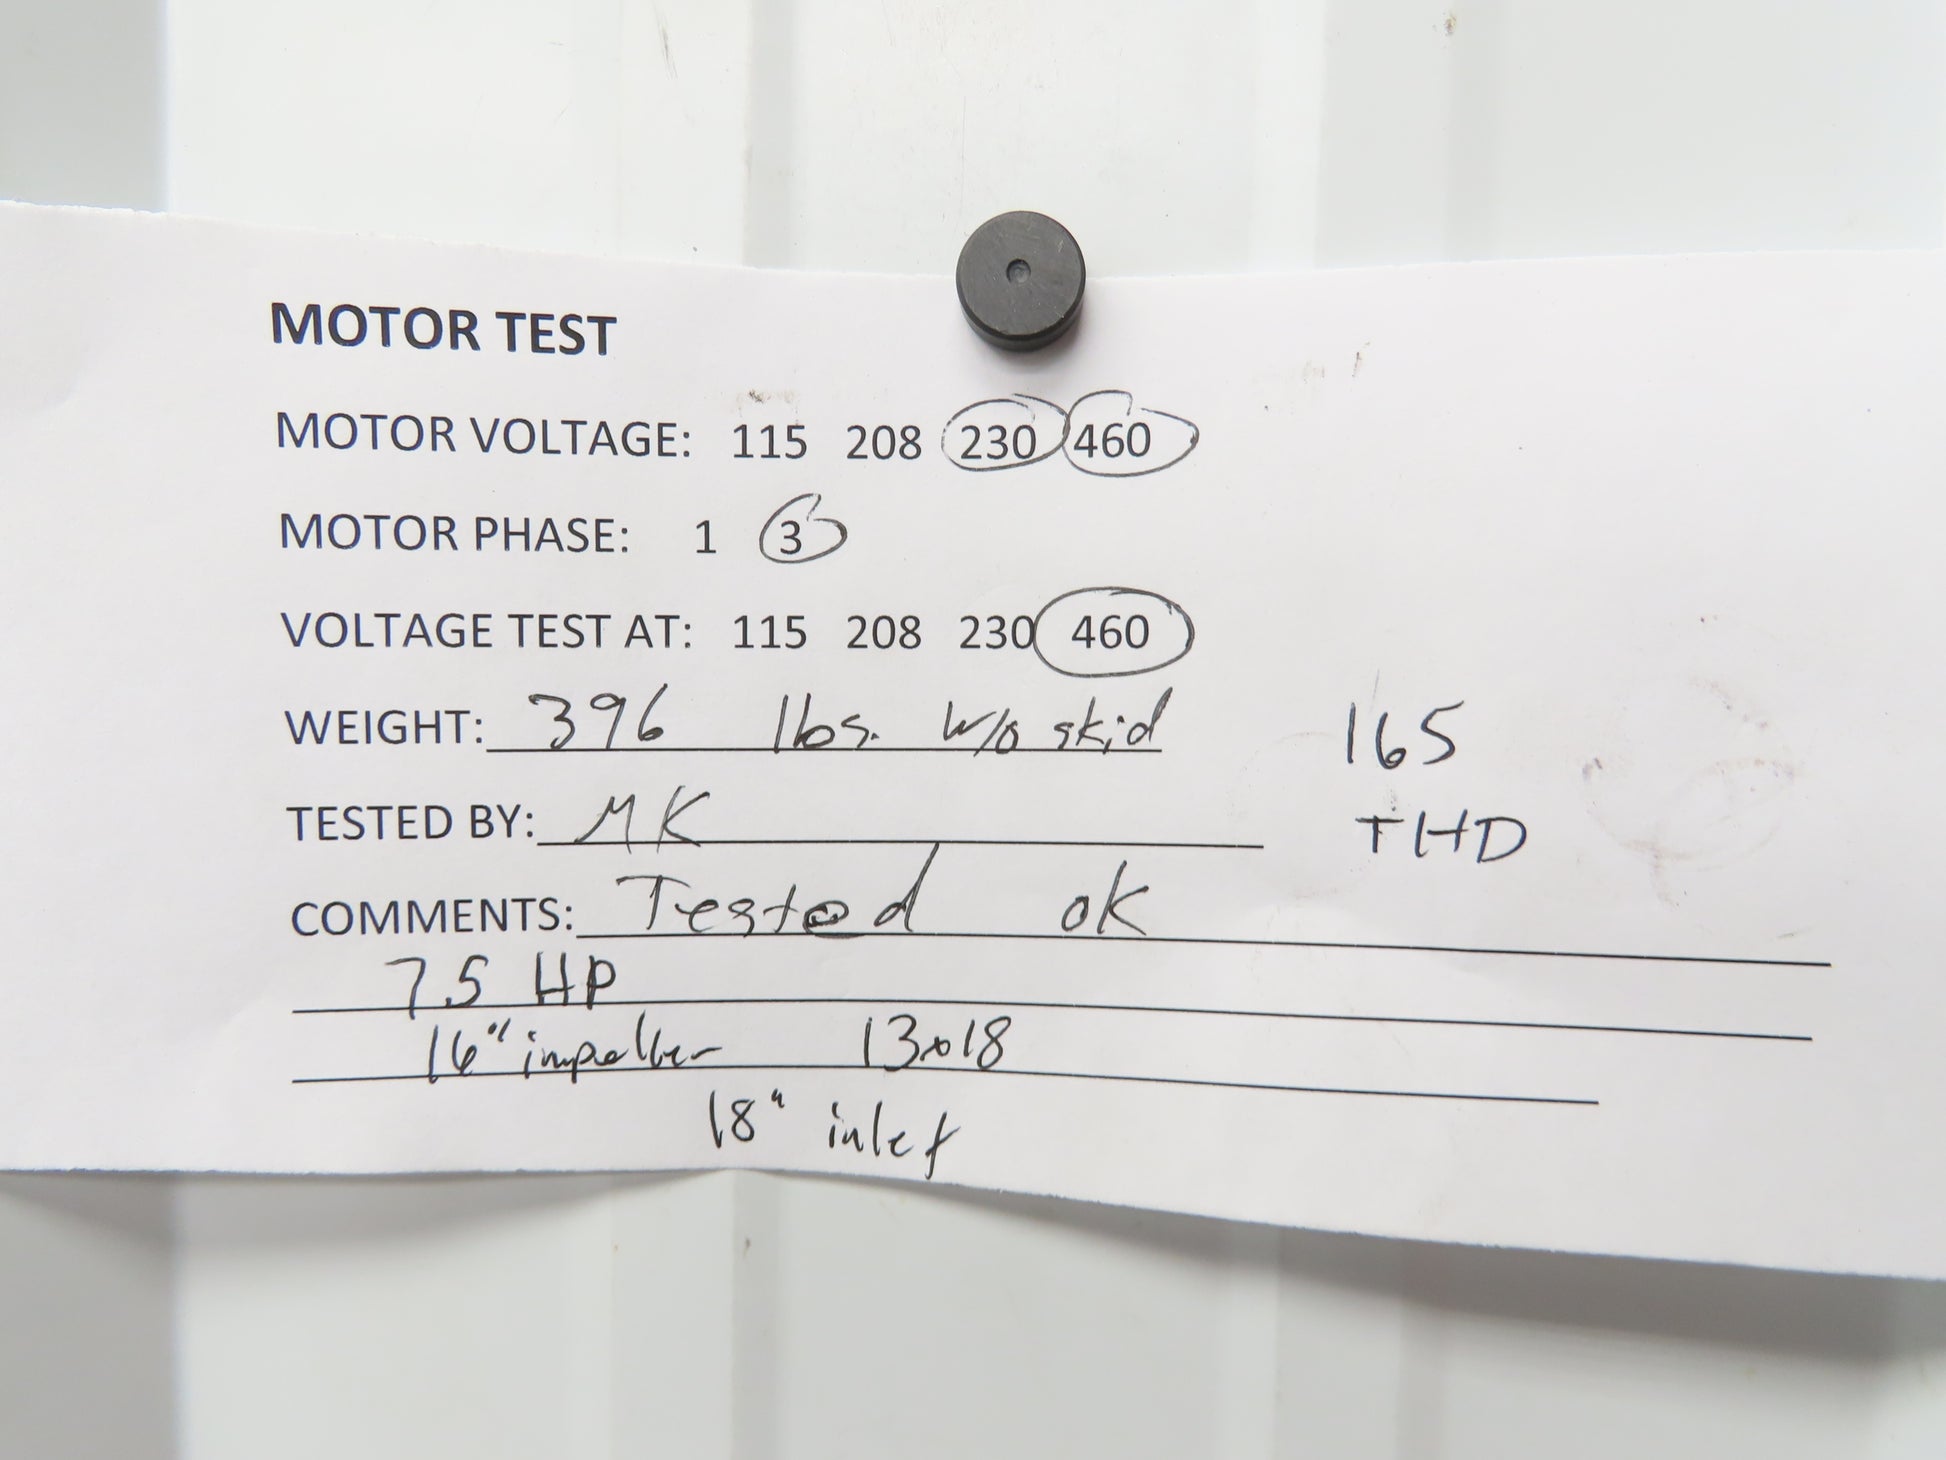 MOTOR TEST
MOTOR VOLTAGE: 115 208 230 460
MOTOR PHASE: 1 3
VOLTAGE TEST AT: 115 208 230 460
WEIGHT: 396 lbs. w/o skid
165
TESTED BY: MK
THD
COMMENTS: Tested ok
7.5 HP
16" impeller 13x18
18" inlet